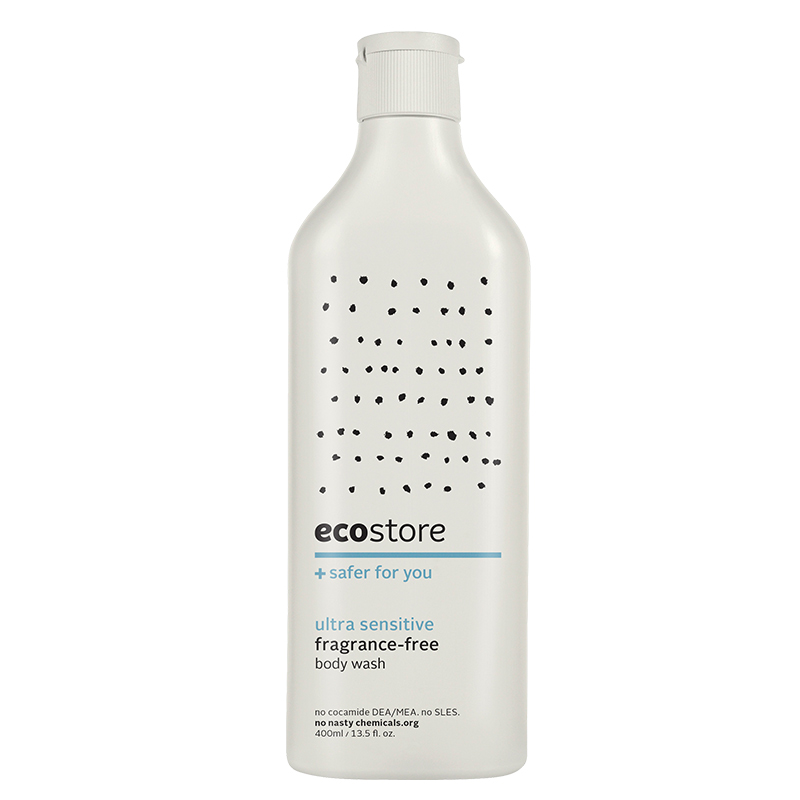 ecostore
+ safer for you
ultra sensitive
fragrance-free
body wash
no cocamide DEA/MEA. no SLES.
no nasty chemicals.org
400ml / 13.5 fl. oz.